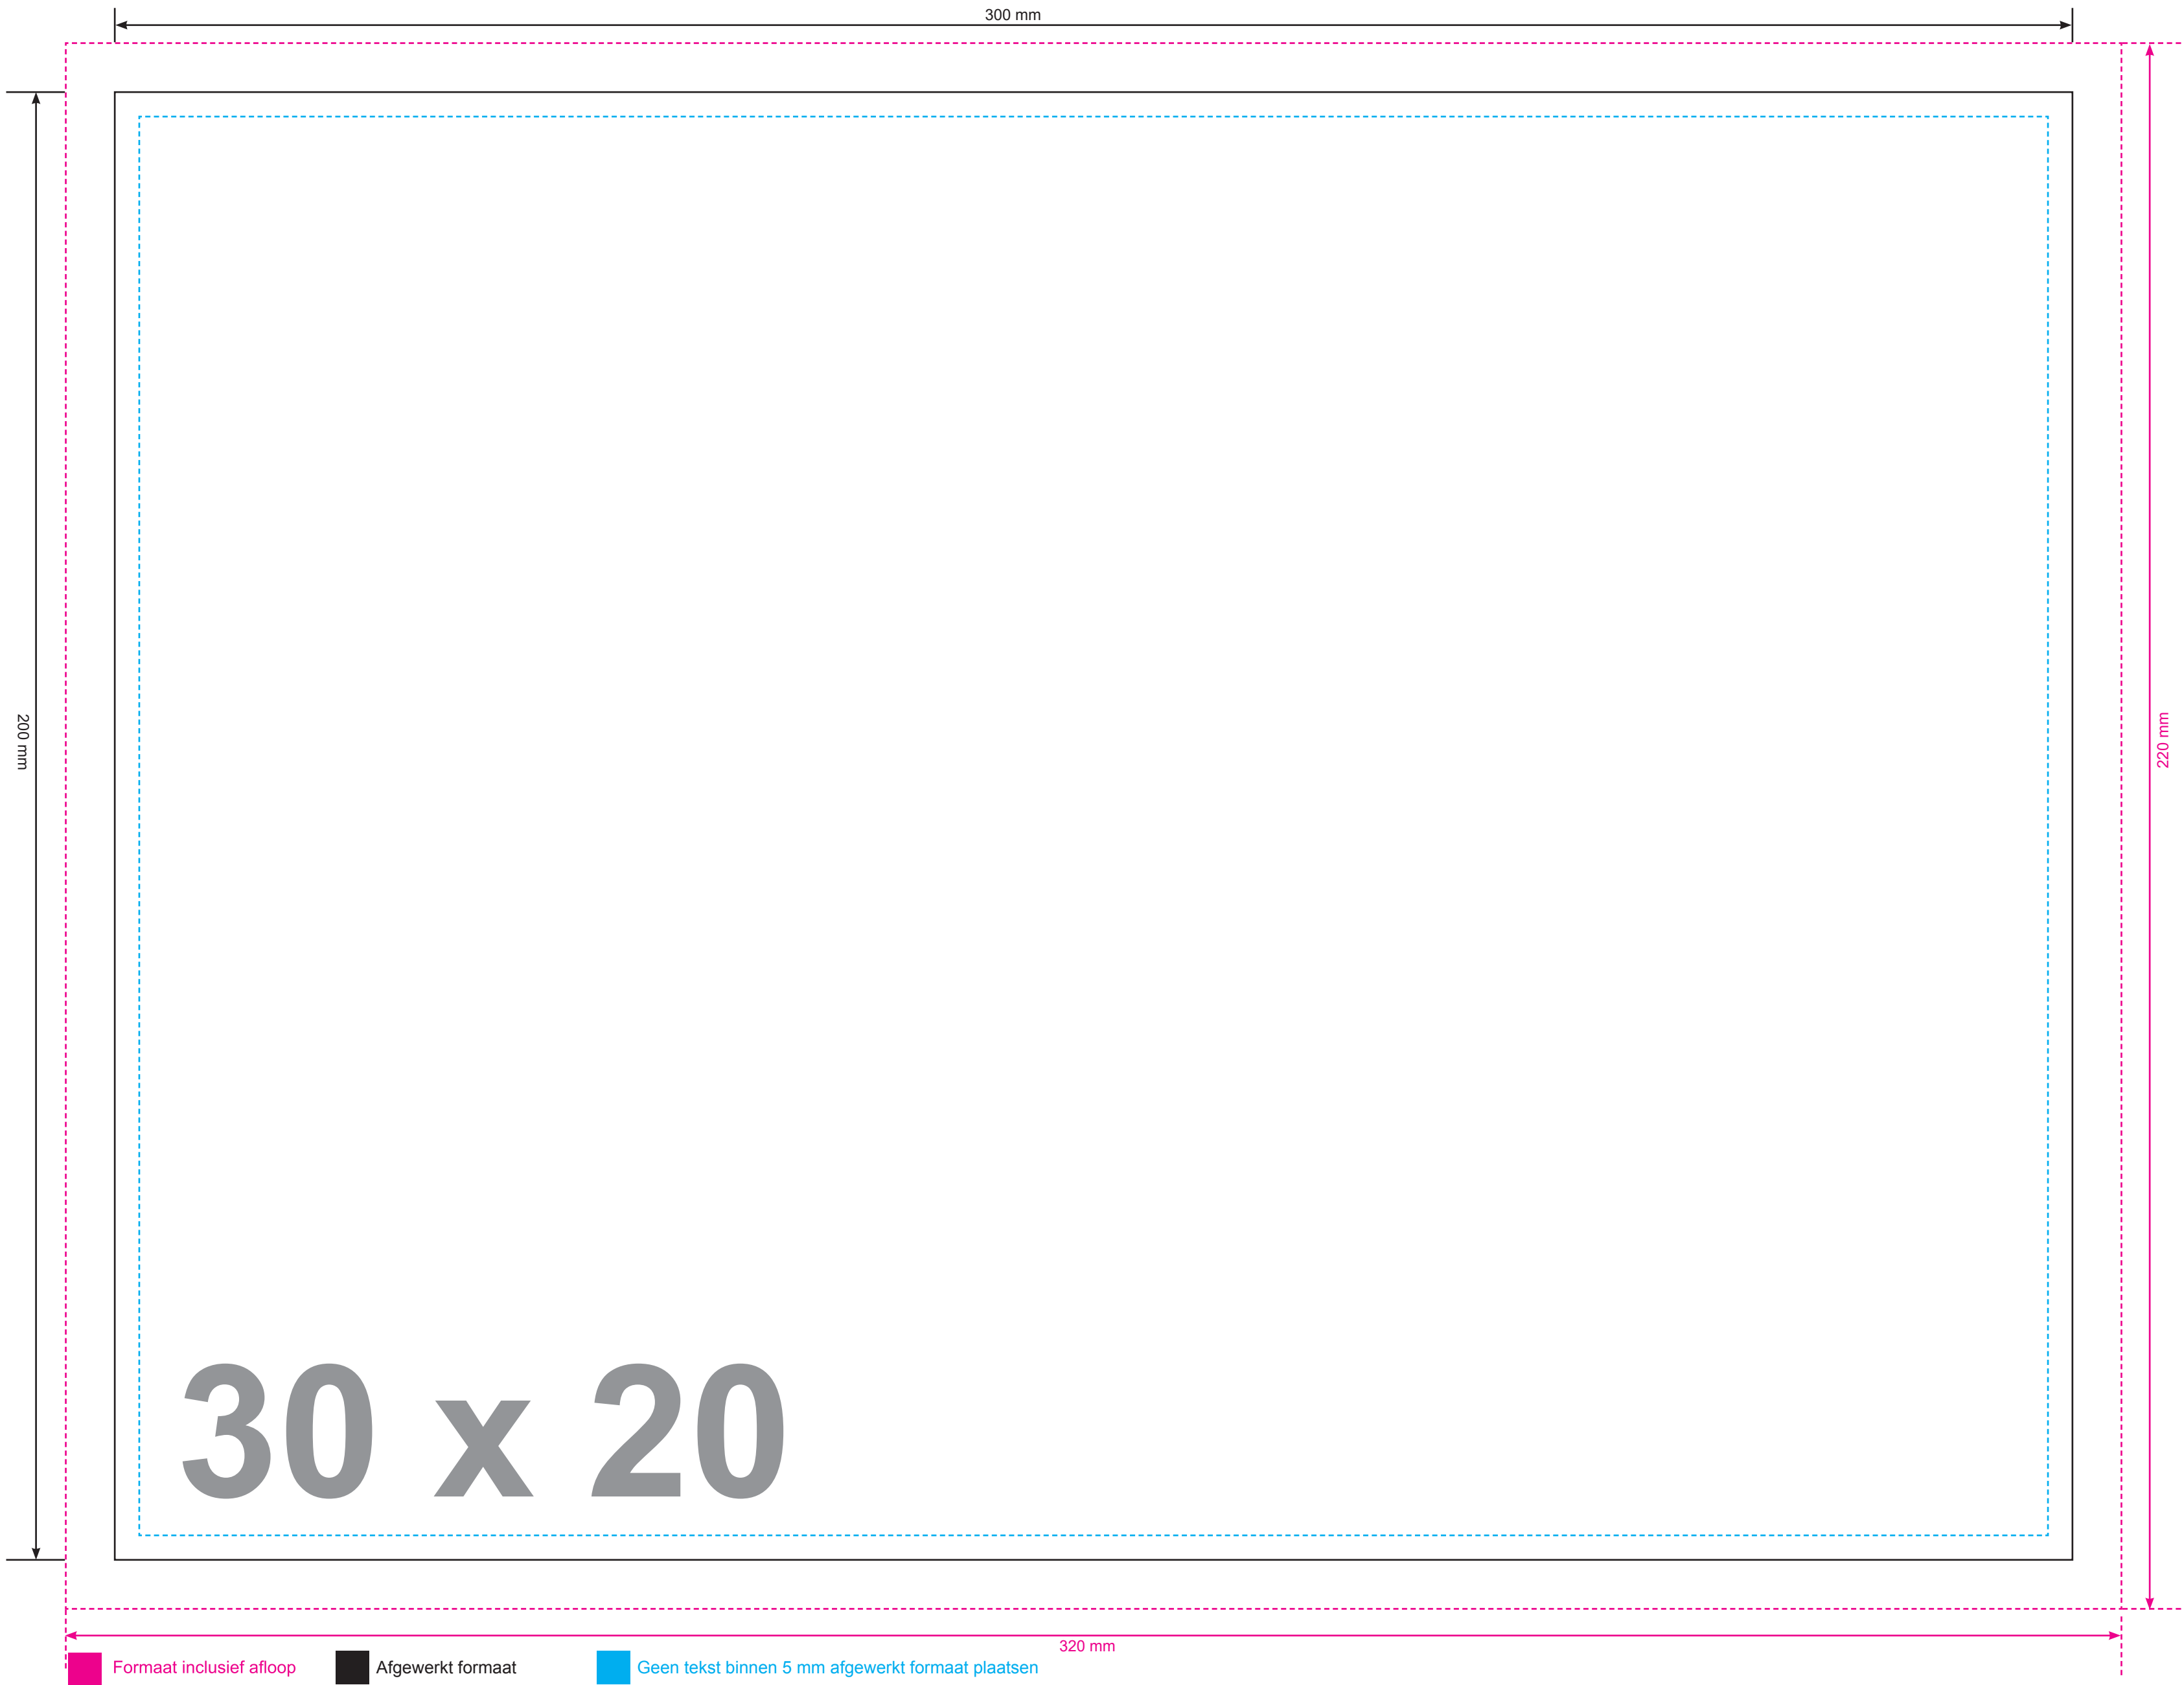 300 mm
200 mm
220 mm
30 x 20
320 mm
Formaat inclusief afloop
Afgewerkt formaat
Geen tekst binnen 5 mm afgewerkt formaat plaatsen